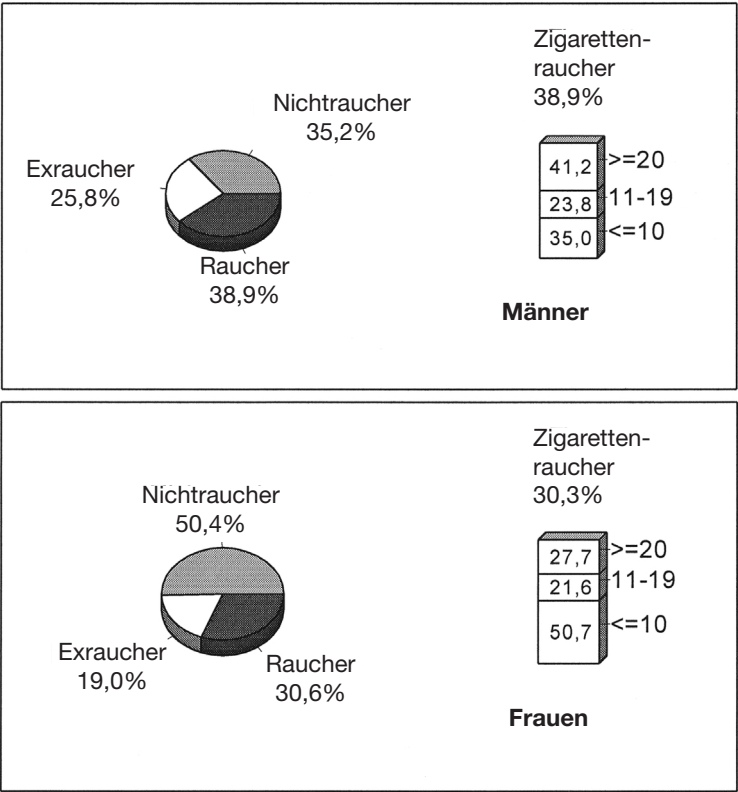 Nichtraucher
35,2%
Exraucher
25,8%
Raucher
38,9%
Zigaretten-
raucher
38,9%
41,2 >=20
23,8 11-19
35,0 <=10
Männer
Nichtraucher
50,4%
Exraucher
19,0%
Raucher
30,6%
Zigaretten-
raucher
30,3%
27,7 >=20
21,6 11-19
50,7 <=10
Frauen